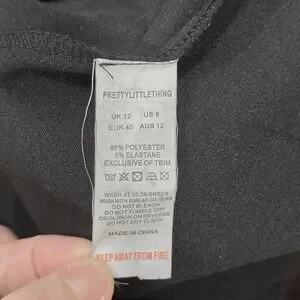 PRETTYLITTLETHING
UK 12 US 8
EUR 40 AUS 12
95% POLYESTER
5% ELASTANE
EXCLUSIVE OF TRIM
WASH AT 30 DEGREES
WASH WITH SIMILAR COLOURS
DO NOT BLEACH
DO NOT TUMBLE DRY
COOL IRON ON REVERSE
DO NOT DRY CLEAN
MADE IN CHINA
KEEP AWAY FROM FIRE